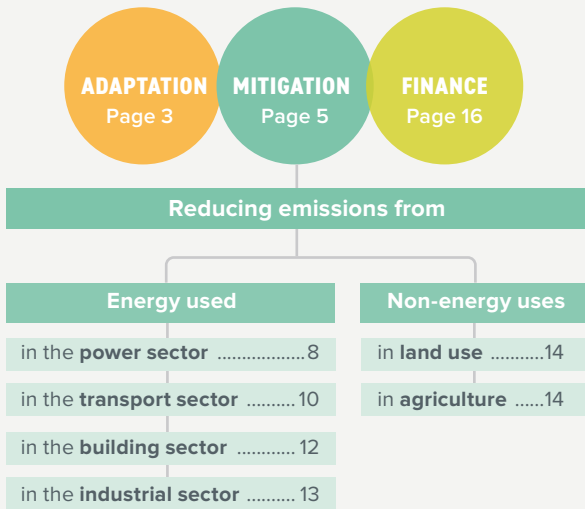 ADAPTATION
Page 3
MITIGATION
Page 5
FINANCE
Page 16
Reducing emissions from
Energy used
in the power sector ..................8
in the transport sector ..........10
in the building sector ............12
in the industrial sector ..........13
Non-energy uses
in land use ...........14
in agriculture ......14